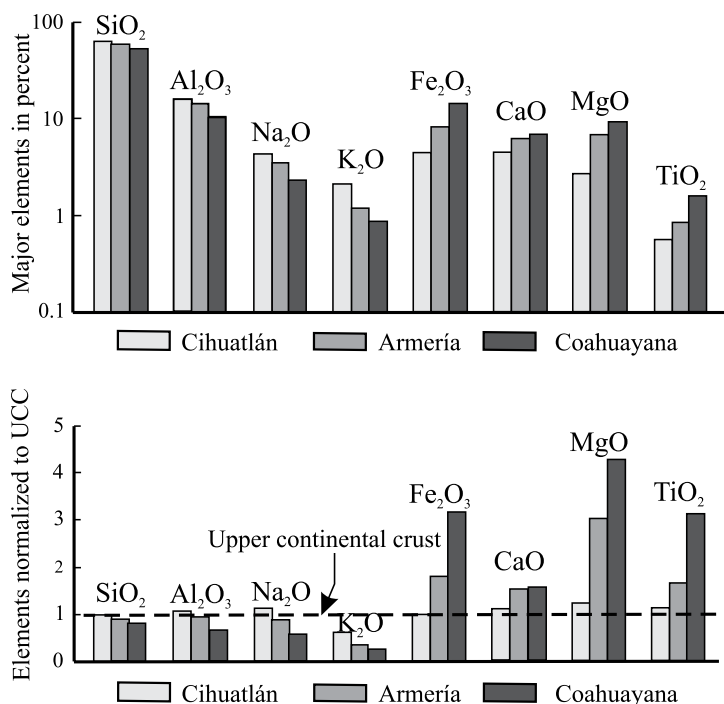 Major elements in percent
100
10
1
0.1
SiO₂
Al₂O₃
Na₂O
K₂O
Fe₂O₃
CaO
MgO
TiO₂
Cihuatlán Armería Coahuayana
Elements normalized to UCC
5
4
3
2
1
0
Upper continental crust
SiO₂
Al₂O₃
Na₂O
K₂O
Fe₂O₃
CaO
MgO
TiO₂
Cihuatlán Armería Coahuayana